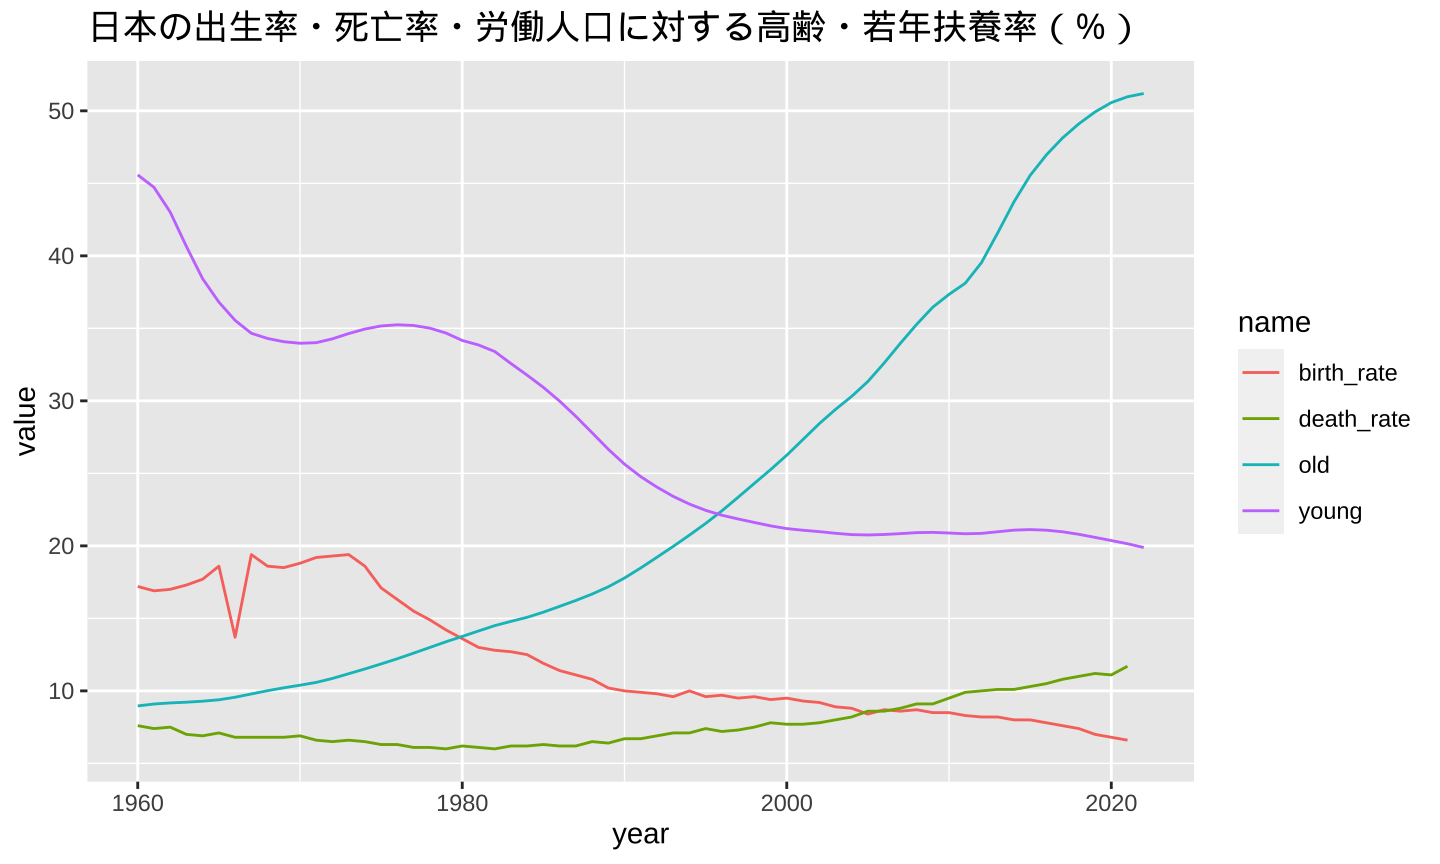 日本の出生率・死亡率・労働人口に対する高齢・若年扶養率（％）
50
40
30
20
10
value
1960 1980 2000 2020
year
name
birth_rate
death_rate
old
young